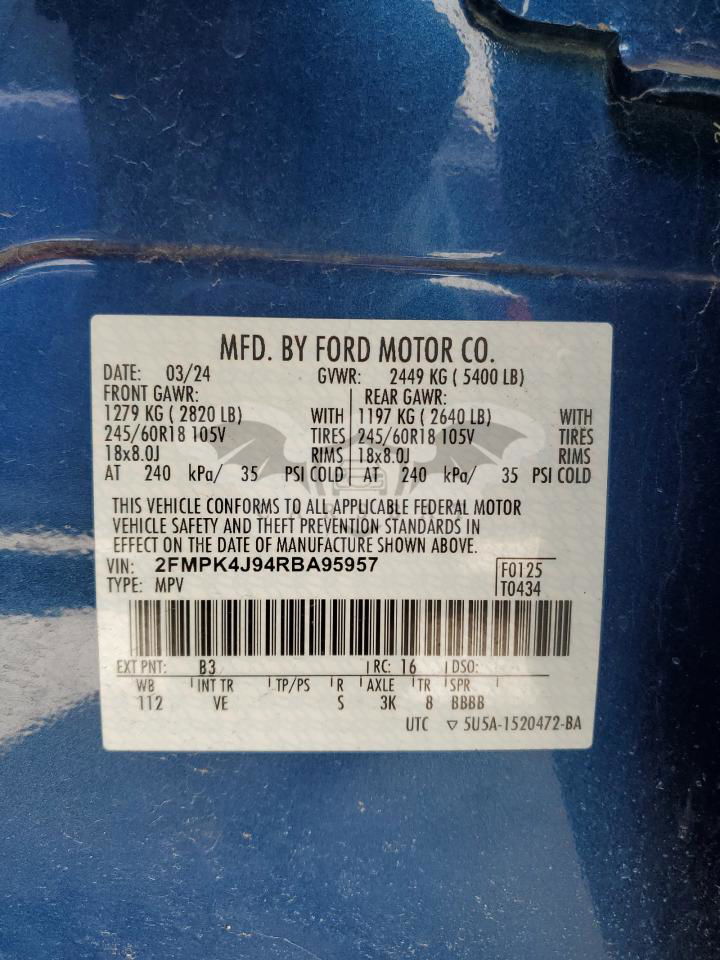 MFD. BY FORD MOTOR CO.
DATE: 03/24 GVWR: 2449 KG ( 5400 LB)
FRONT GAWR: REAR GAWR:
1279 KG ( 2820 LB) WITH 1197 KG ( 2640 LB) WITH
245/60R18 105V TIRES 245/60R18 105V TIRES
18x8.0J RIMS 18x8.0J RIMS
AT 240 kPa/ 35 PSI COLD AT 240 kPa/ 35 PSI COLD
THIS VEHICLE CONFORMS TO ALL APPLICABLE FEDERAL MOTOR
VEHICLE SAFETY AND THEFT PREVENTION STANDARDS IN
EFFECT ON THE DATE OF MANUFACTURE SHOWN ABOVE.
VIN: 2FMPK4J94RBA95957 F0125
TYPE: MPV T0434
EXT PNT: B3 RC: 16 DSO:
WB INT TR TP/PS R AXLE TR SPR
112 VE S 3K 8 BBBB
UTC ▽ 5U5A-1520472-BA